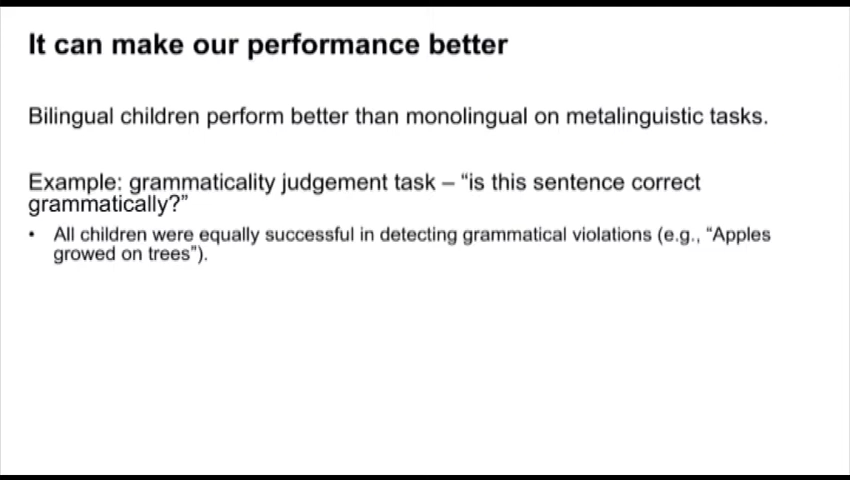 It can make our performance better
Bilingual children perform better than monolingual on metalinguistic tasks.
Example: grammaticality judgement task – “is this sentence correct
grammatically?”
• All children were equally successful in detecting grammatical violations (e.g., “Apples
growed on trees”).